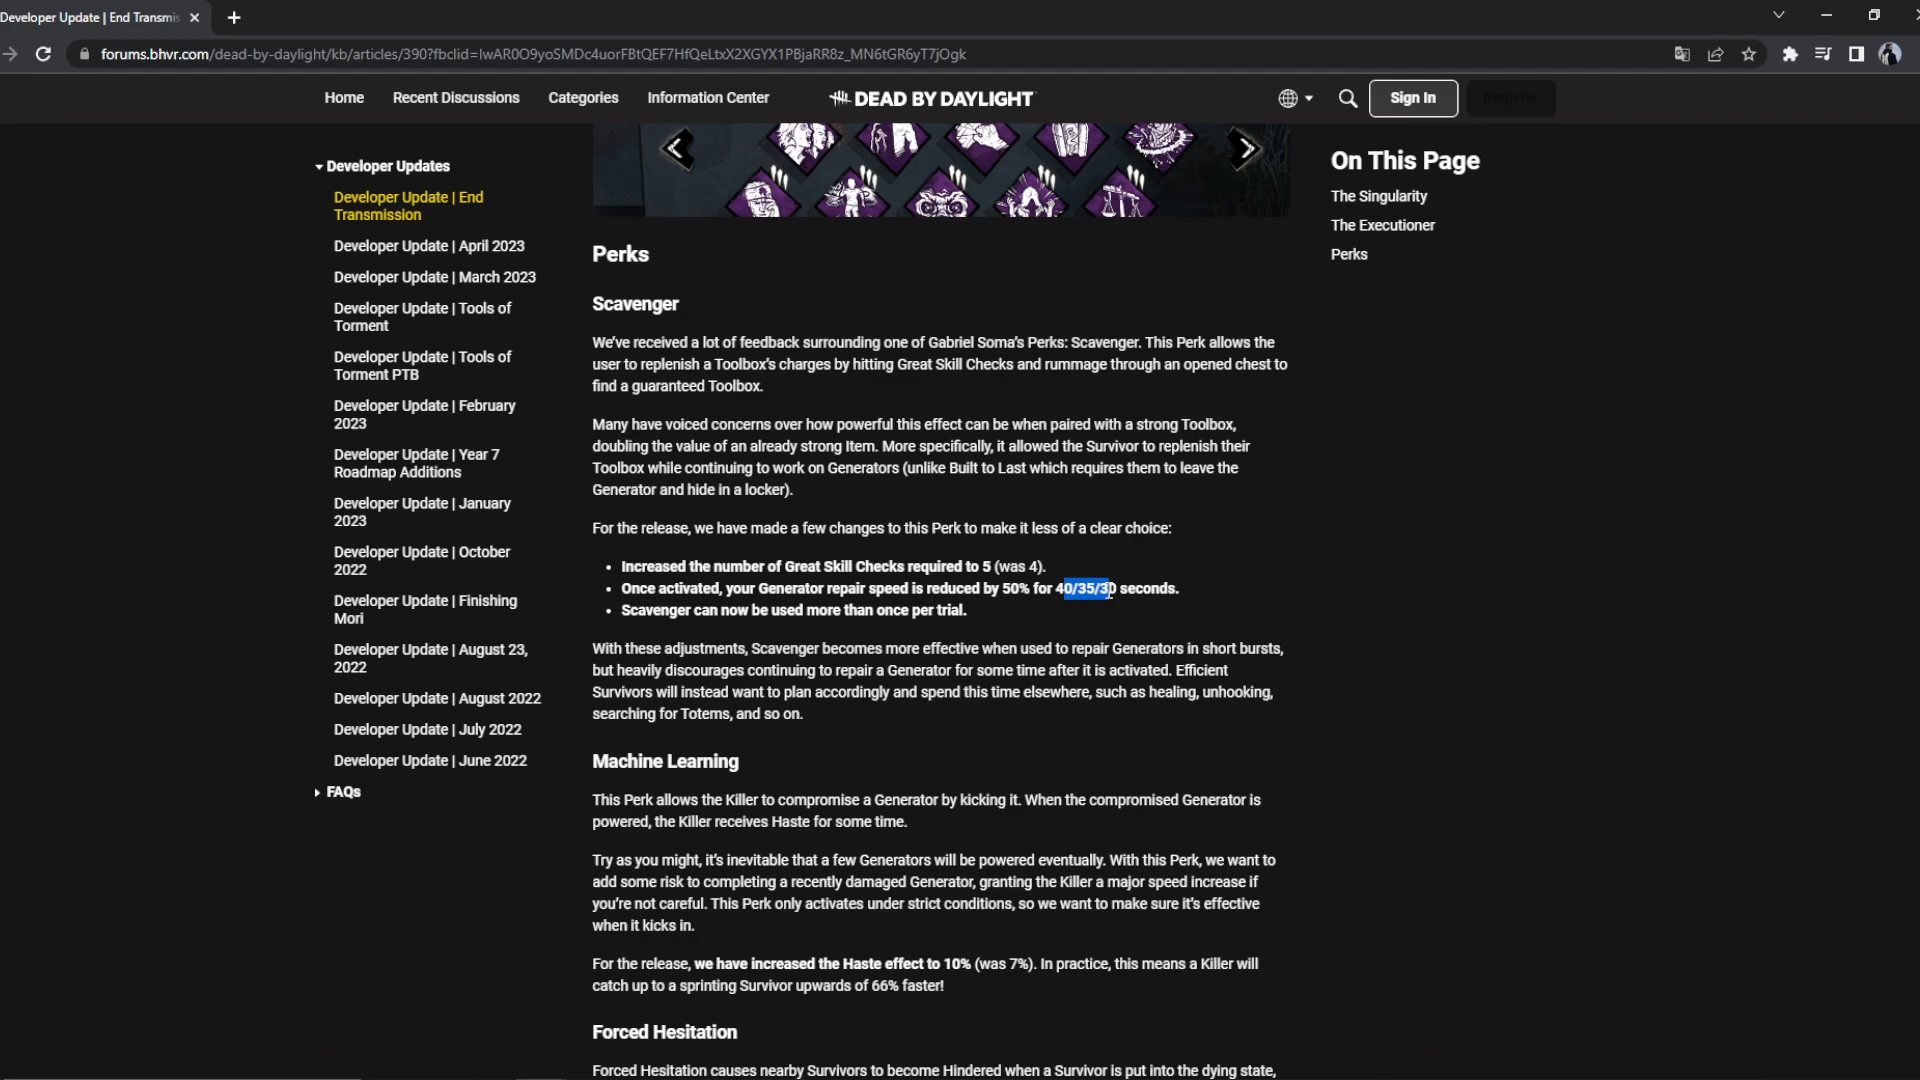 Developer Update | End Transmis
forums.bhvr.com/dead-by-daylight/kb/articles/390?fbclid=IwAR0O9yoSMDc4uorFBtQEF7HfQeLtxX2XGYX1PBjaRR8z_MN6tGR6yT7jOgk
Home Recent Discussions Categories Information Center DEAD BY DAYLIGHT Sign In Register
Developer Updates
Developer Update | End
Transmission
Developer Update | April 2023
Developer Update | March 2023
Developer Update | Tools of
Torment
Developer Update | Tools of
Torment PTB
Developer Update | February
2023
Developer Update | Year 7
Roadmap Additions
Developer Update | January
2023
Developer Update | October
2022
Developer Update | Finishing
Mori
Developer Update | August 23,
2022
Developer Update | August 2022
Developer Update | July 2022
Developer Update | June 2022
FAQs
Perks
Scavenger
We've received a lot of feedback surrounding one of Gabriel Soma's Perks: Scavenger. This Perk allows the
user to replenish a Toolbox's charges by hitting Great Skill Checks and rummage through an opened chest to
find a guaranteed Toolbox.
Many have voiced concerns over how powerful this effect can be when paired with a strong Toolbox,
doubling the value of an already strong Item. More specifically, it allowed the Survivor to replenish their
Toolbox while continuing to work on Generators (unlike Built to Last which requires them to leave the
Generator and hide in a locker).
For the release, we have made a few changes to this Perk to make it less of a clear choice:
• Increased the number of Great Skill Checks required to 5 (was 4).
• Once activated, your Generator repair speed is reduced by 50% for 40/35/30 seconds.
• Scavenger can now be used more than once per trial.
With these adjustments, Scavenger becomes more effective when used to repair Generators in short bursts,
but heavily discourages continuing to repair a Generator for some time after it is activated. Efficient
Survivors will instead want to plan accordingly and spend this time elsewhere, such as healing, unhooking,
searching for Totems, and so on.
Machine Learning
This Perk allows the Killer to compromise a Generator by kicking it. When the compromised Generator is
powered, the Killer receives Haste for some time.
Try as you might, it's inevitable that a few Generators will be powered eventually. With this Perk, we want to
add some risk to completing a recently damaged Generator, granting the Killer a major speed increase if
you're not careful. This Perk only activates under strict conditions, so we want to make sure it's effective
when it kicks in.
For the release, we have increased the Haste effect to 10% (was 7%). In practice, this means a Killer will
catch up to a sprinting Survivor upwards of 66% faster!
Forced Hesitation
Forced Hesitation causes nearby Survivors to become Hindered when a Survivor is put into the dying state,
On This Page
The Singularity
The Executioner
Perks